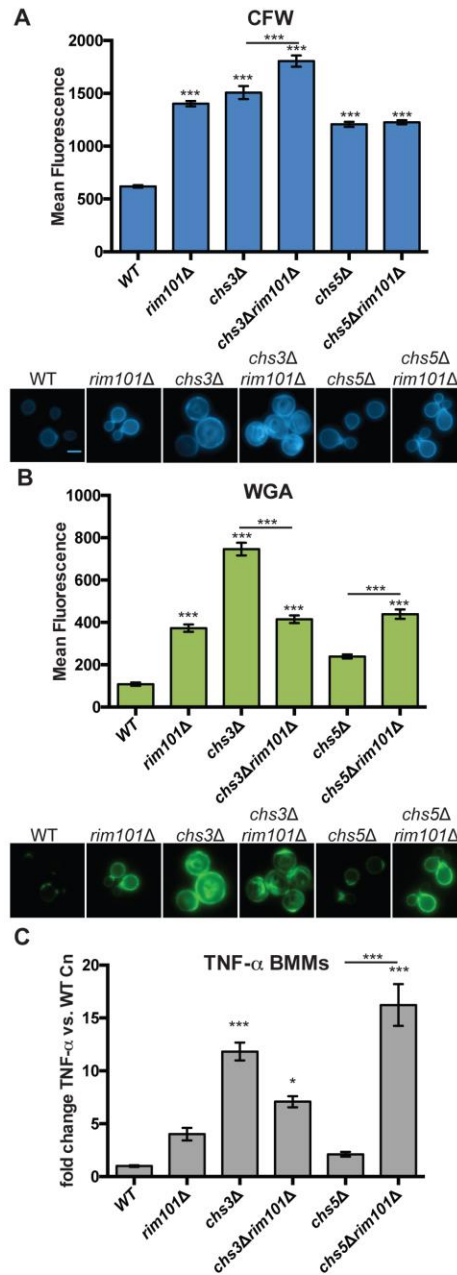 A
CFW
Mean Fluorescence
2000
1500
1000
500
0
***
***
***
***
***
***
WT
rim101Δ
chs3Δ
chs3Δrim101Δ
chs5Δ
chs5Δrim101Δ
WT
rim101Δ
chs3Δ
chs3Δ
rim101Δ
chs5Δ
chs5Δ
rim101Δ
B
WGA
Mean Fluorescence
1000
800
600
400
200
0
***
***
***
***
***
***
WT
rim101Δ
chs3Δ
chs3Δrim101Δ
chs5Δ
chs5Δrim101Δ
WT
rim101Δ
chs3Δ
chs3Δ
rim101Δ
chs5Δ
chs5Δ
rim101Δ
C
TNF-α BMMs
fold change TNF-α vs. WT Cn
20
15
10
5
0
***
*
***
***
WT
rim101Δ
chs3Δ
chs3Δrim101Δ
chs5Δ
chs5Δrim101Δ